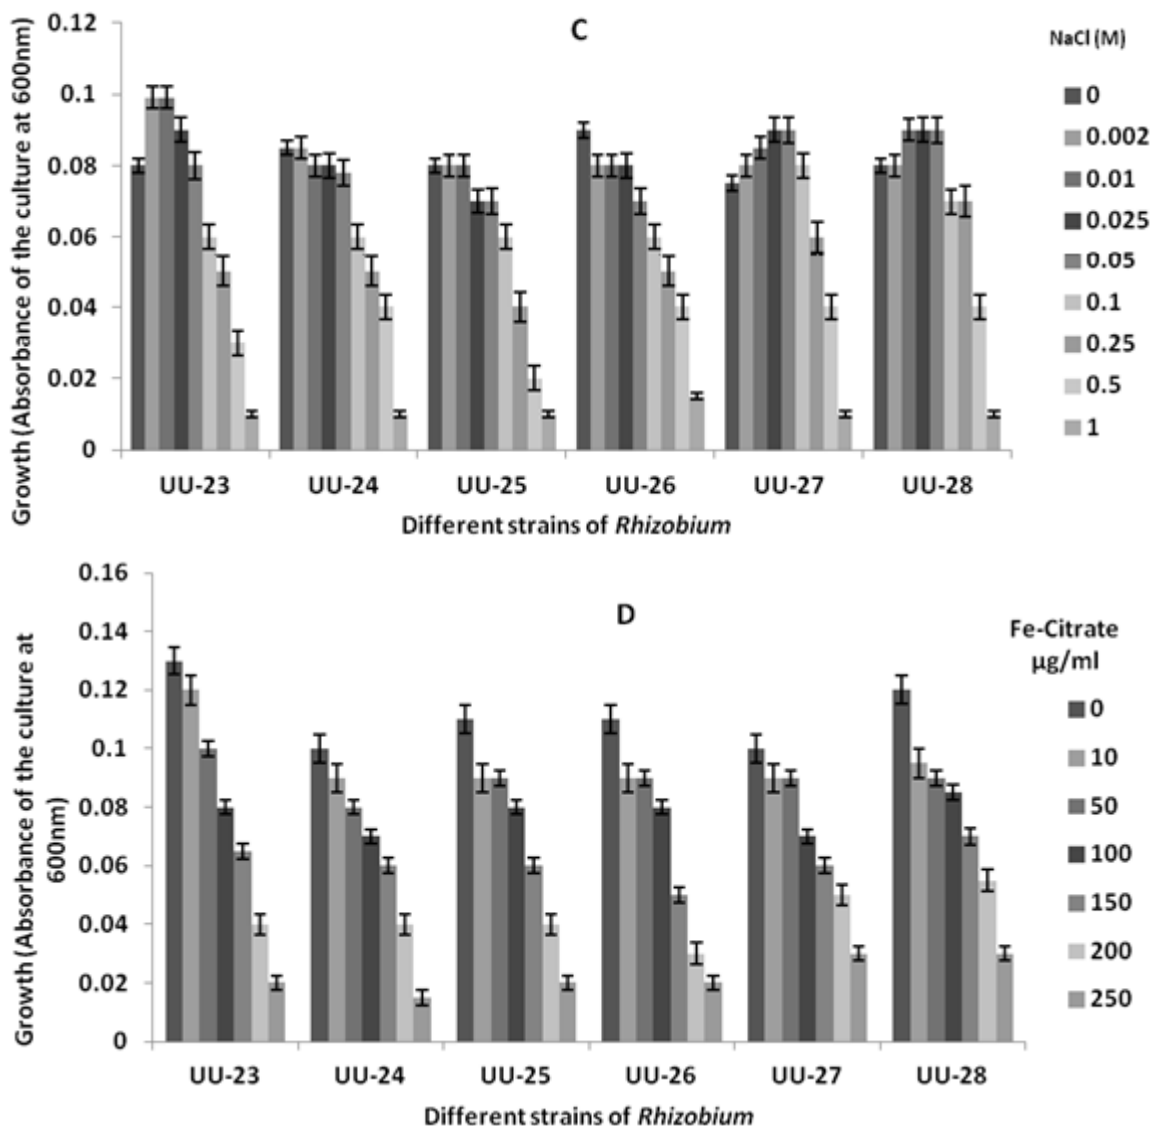 C
Growth (Absorbance of the culture at 600nm)
0.12
0.1
0.08
0.06
0.04
0.02
0
UU-23 UU-24 UU-25 UU-26 UU-27 UU-28
Different strains of Rhizobium
NaCl (M)
0
0.002
0.01
0.025
0.05
0.1
0.25
0.5
1
D
Growth (Absorbance of the culture at
600nm)
0.16
0.14
0.12
0.1
0.08
0.06
0.04
0.02
0
UU-23 UU-24 UU-25 UU-26 UU-27 UU-28
Different strains of Rhizobium
Fe-Citrate
µg/ml
0
10
50
100
150
200
250